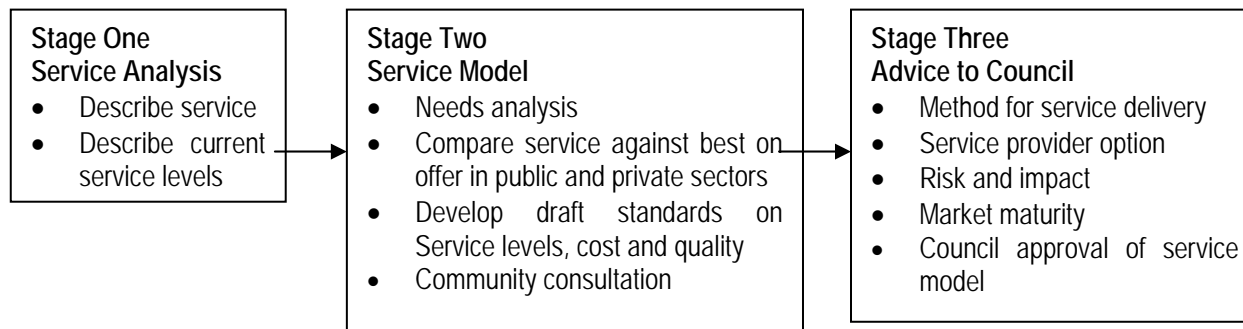 Stage One
Service Analysis
• Describe service
• Describe current
service levels
Stage Two
Service Model
• Needs analysis
• Compare service against best on
offer in public and private sectors
• Develop draft standards on
Service levels, cost and quality
• Community consultation
Stage Three
Advice to Council
• Method for service delivery
• Service provider option
• Risk and impact
• Market maturity
• Council approval of service
model